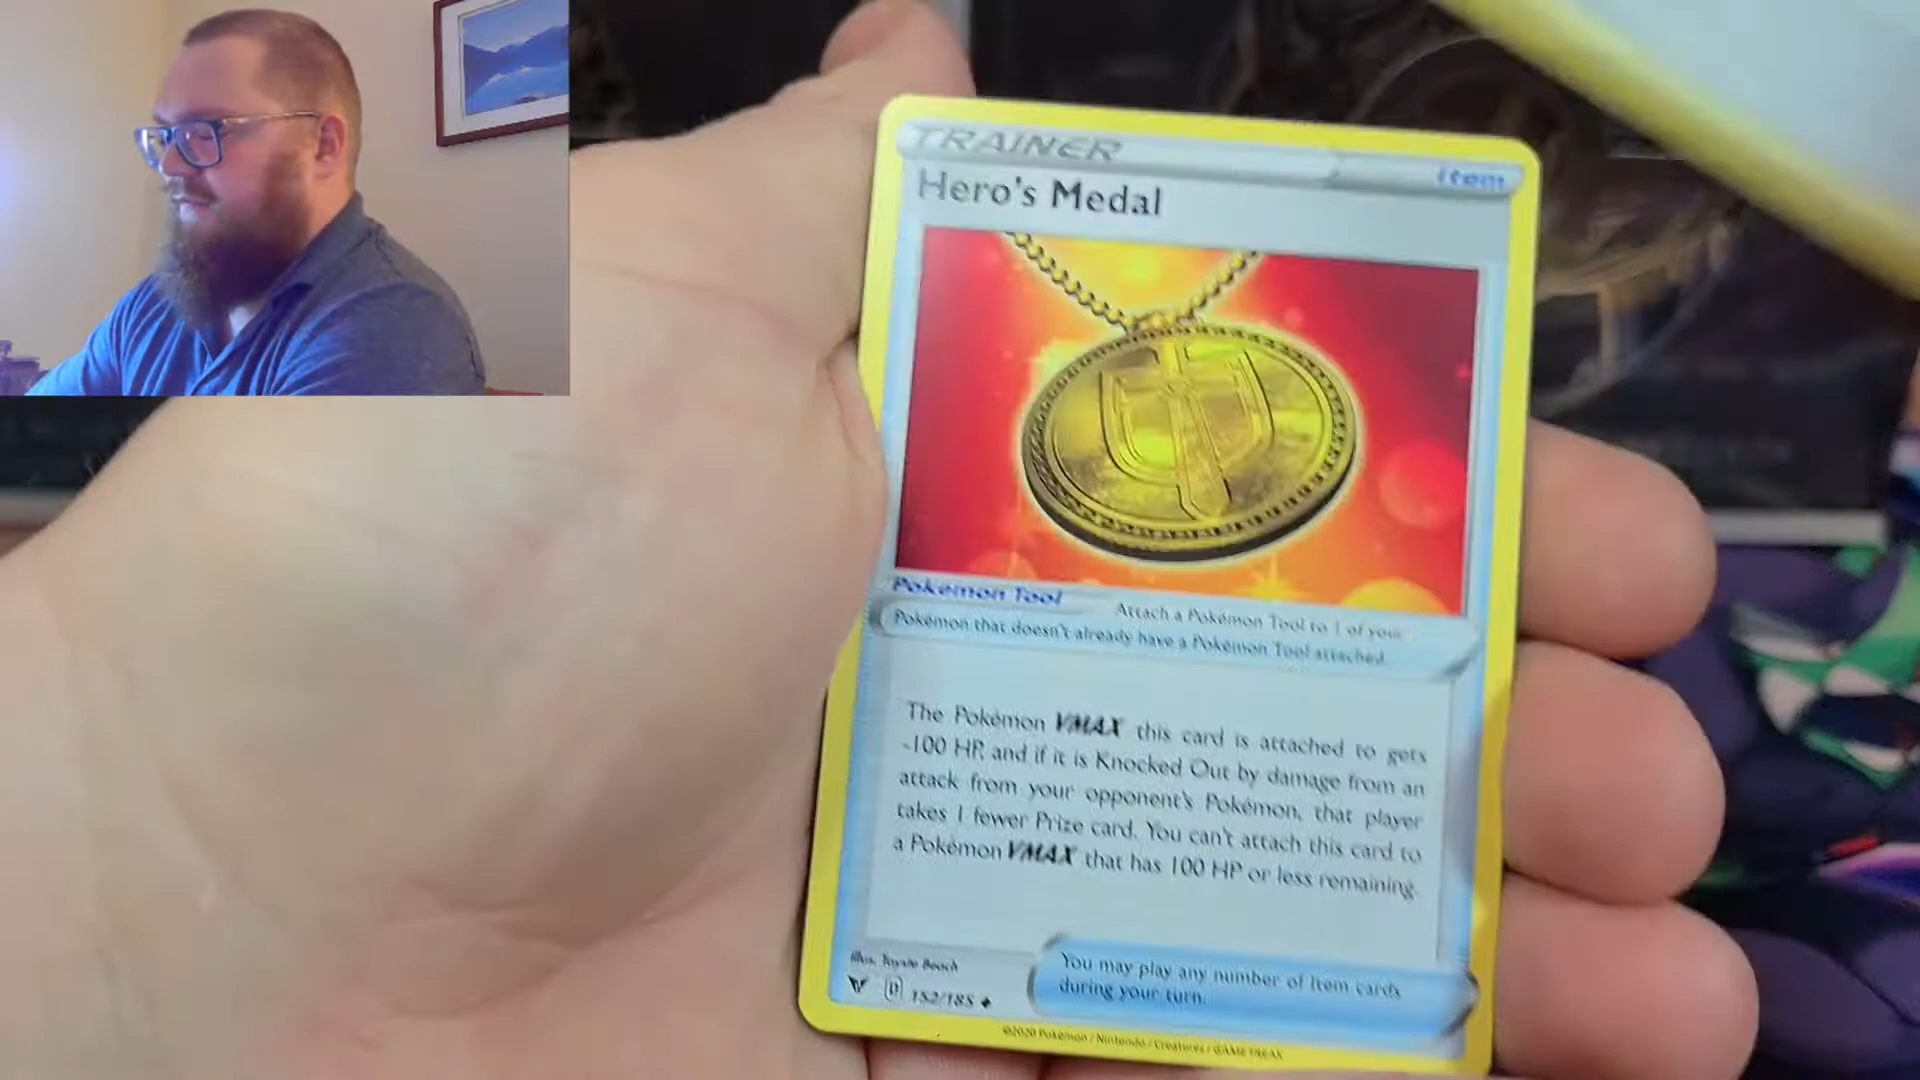 TRAINER Item
Hero's Medal
Pokémon Tool Attach a Pokémon Tool to 1 of your
Pokémon that doesn't already have a Pokémon Tool attached.
The Pokémon VMAX this card is attached to gets
-100 HP, and if it is Knocked Out by damage from an
attack from your opponent's Pokémon, that player
takes 1 fewer Prize card. You can't attach this card to
a Pokémon VMAX that has 100 HP or less remaining.
Illus. Toyste Beach
D 152/185
You may play any number of Item cards
during your turn.
©2020 Pokémon / Nintendo / Creatures / GAME FREAK